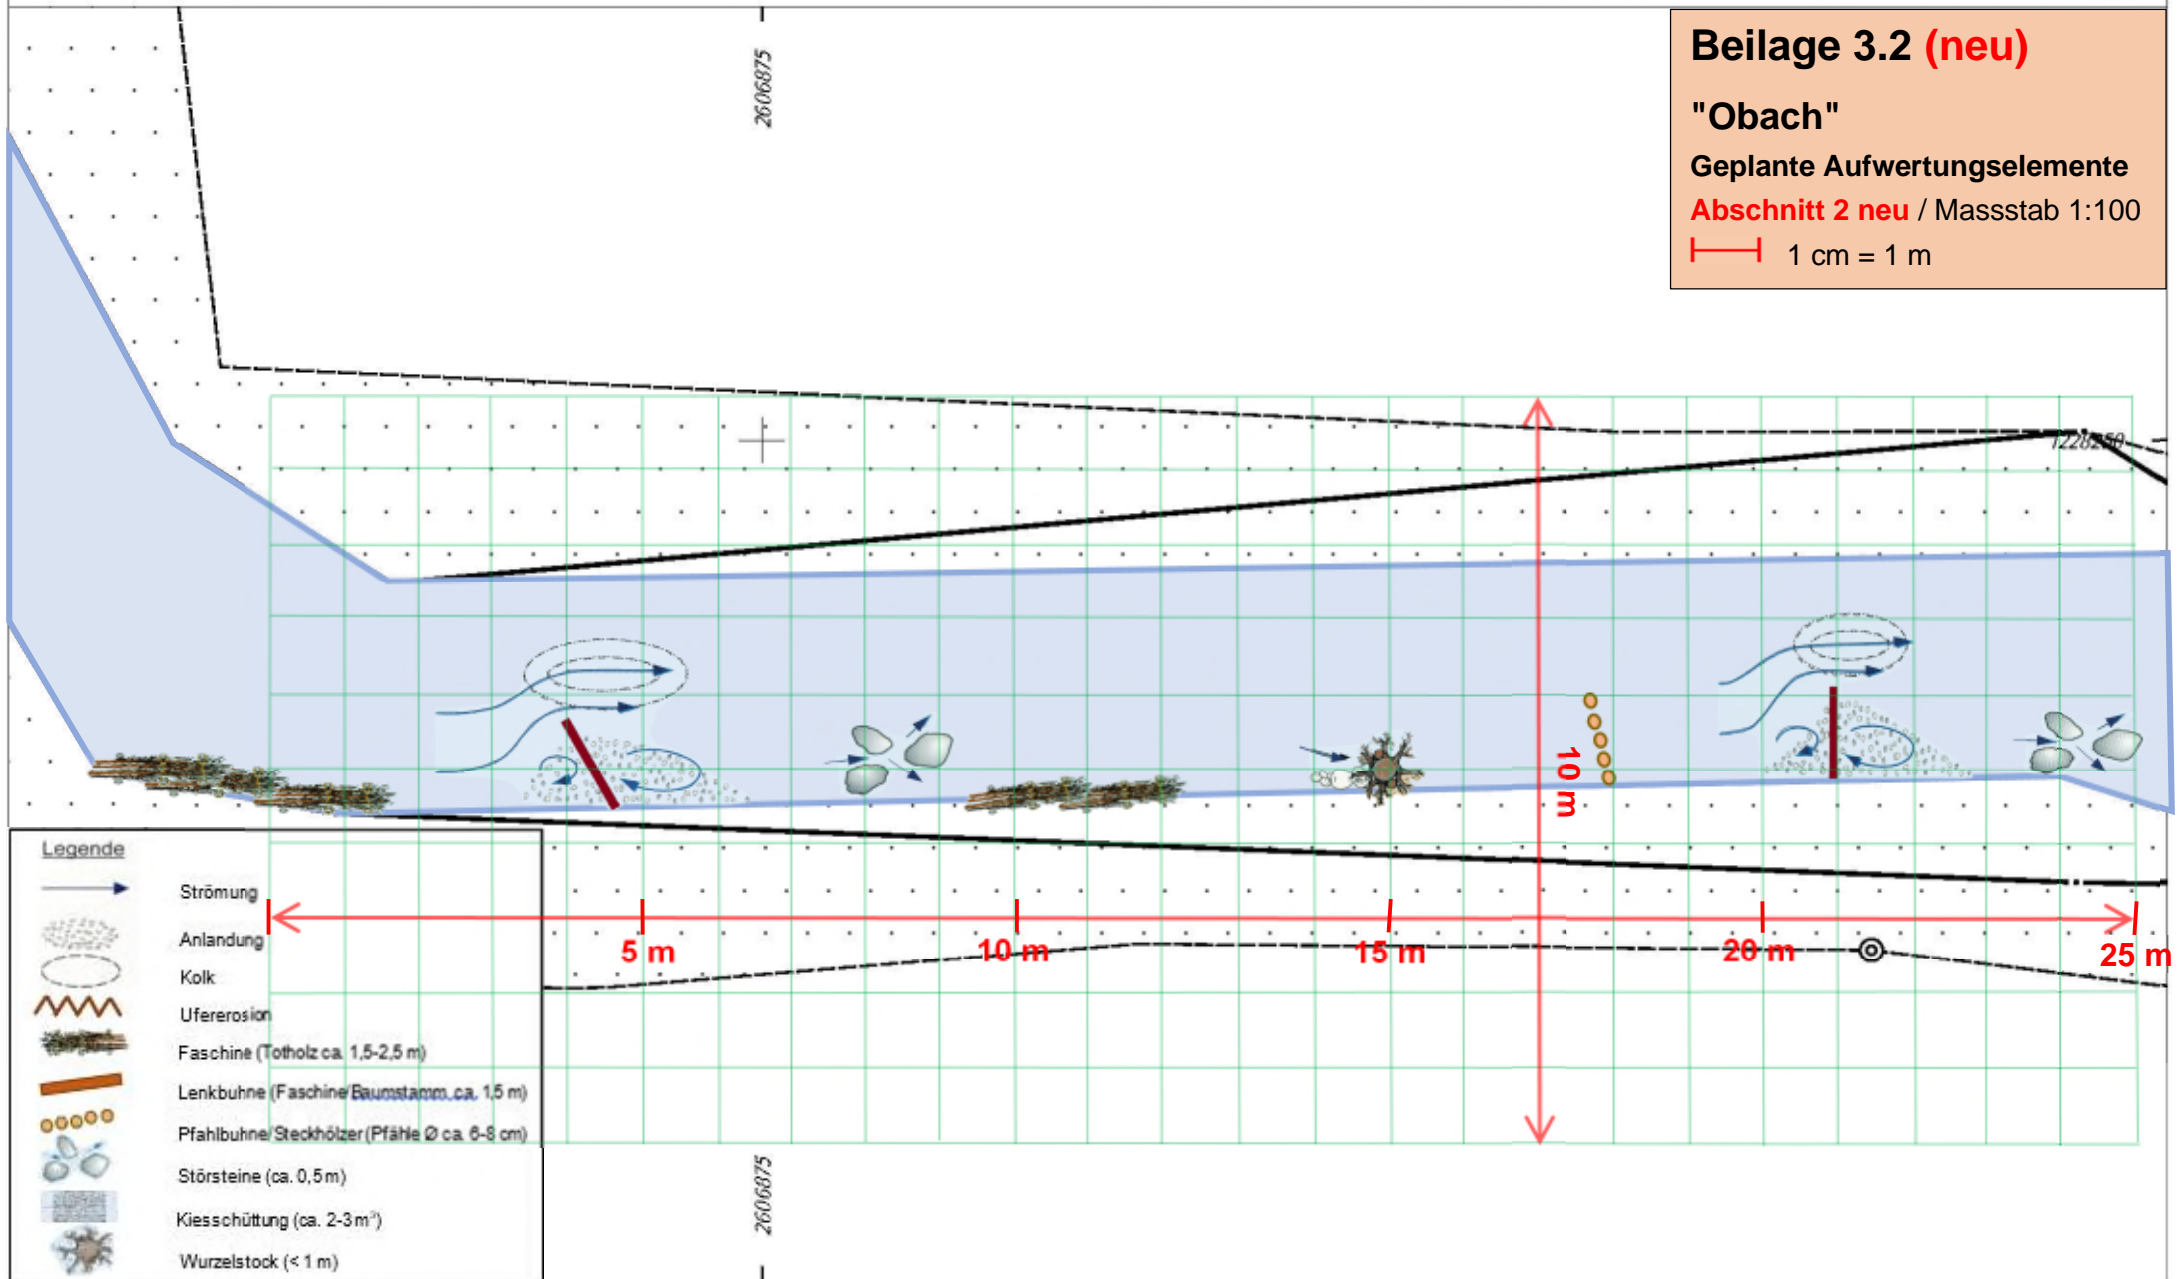 2606875
Beilage 3.2 (neu)
"Obach"
Geplante Aufwertungselemente
Abschnitt 2 neu / Massstab 1:100
1 cm = 1 m
1228250
10 m
5 m
10 m
15 m
20 m
25 m
Legende
Strömung
Anlandung
Kolk
Ufererosion
Faschine (Totholz ca. 1,5-2,5 m)
Lenkbuhne (Faschine/Baumstamm ca. 1,5 m)
Pfahlbuhne/Steckhölzer (Pfähle Ø ca. 6-8 cm)
Störsteine (ca. 0,5 m)
Kiesschüttung (ca. 2-3 m³)
Wurzelstock (< 1 m)
2606875